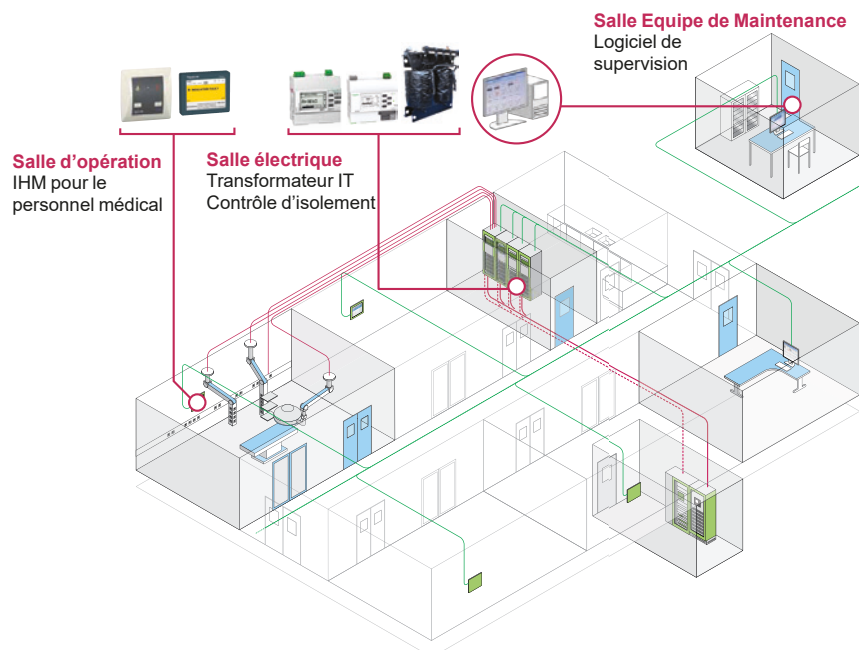 Salle Equipe de Maintenance
Logiciel de
supervision
Salle d’opération
IHM pour le
personnel médical
Salle électrique
Transformateur IT
Contrôle d’isolement